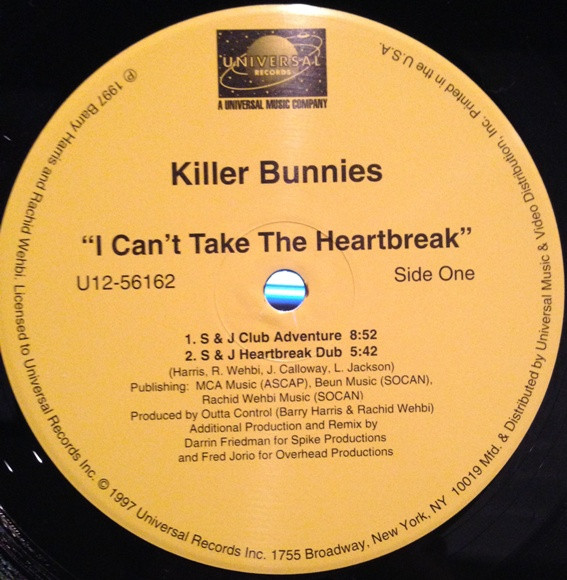 UNIVERSAL
RECORDS
A UNIVERSAL MUSIC COMPANY
Killer Bunnies
“I Can't Take The Heartbreak”
U12-56162
Side One
1. S & J Club Adventure 8:52
2. S & J Heartbreak Dub 5:42
(Harris, R. Wehbi, J. Calloway, L. Jackson)
Publishing: MCA Music (ASCAP), Beun Music (SOCAN),
Rachid Wehbi Music (SOCAN)
Produced by Outta Control (Barry Harris & Rachid Wehbi)
Additional Production and Remix by
Darrin Friedman for Spike Productions
and Fred Jorio for Overhead Productions
℗ 1997 Barry Harris and Rachid Wehbi. Licensed to Universal Records Inc. © 1997 Universal Records Inc. 1755 Broadway, New York, NY 10019 Mfd. & Distributed by Universal Music & Video Distribution, Inc. Printed in the U.S.A.